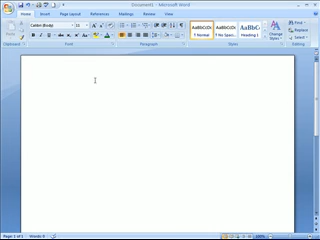 Document1 - Microsoft Word
Home Insert Page Layout References Mailings Review View
Calibri (Body) 11
AaBbCcDc AaBbCcDc AaBbC
¶ Normal ¶ No Spaci... Heading 1
Change Styles
Find
Replace
Select
Paste
Clipboard Font Paragraph Styles Editing
Page: 1 of 1 Words: 0 100%